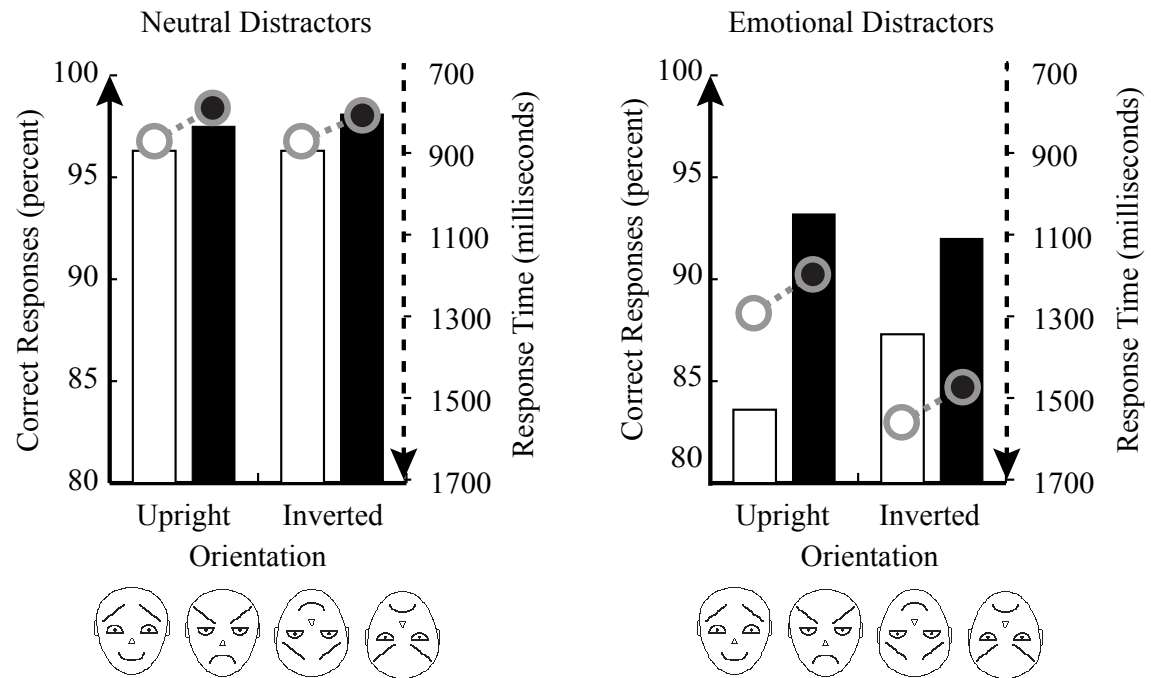 Neutral Distractors
100
95
90
85
80
Correct Responses (percent)
700
900
1100
1300
1500
1700
Response Time (milliseconds)
Upright
Inverted
Orientation
Emotional Distractors
100
95
90
85
80
Correct Responses (percent)
700
900
1100
1300
1500
1700
Response Time (milliseconds)
Upright
Inverted
Orientation